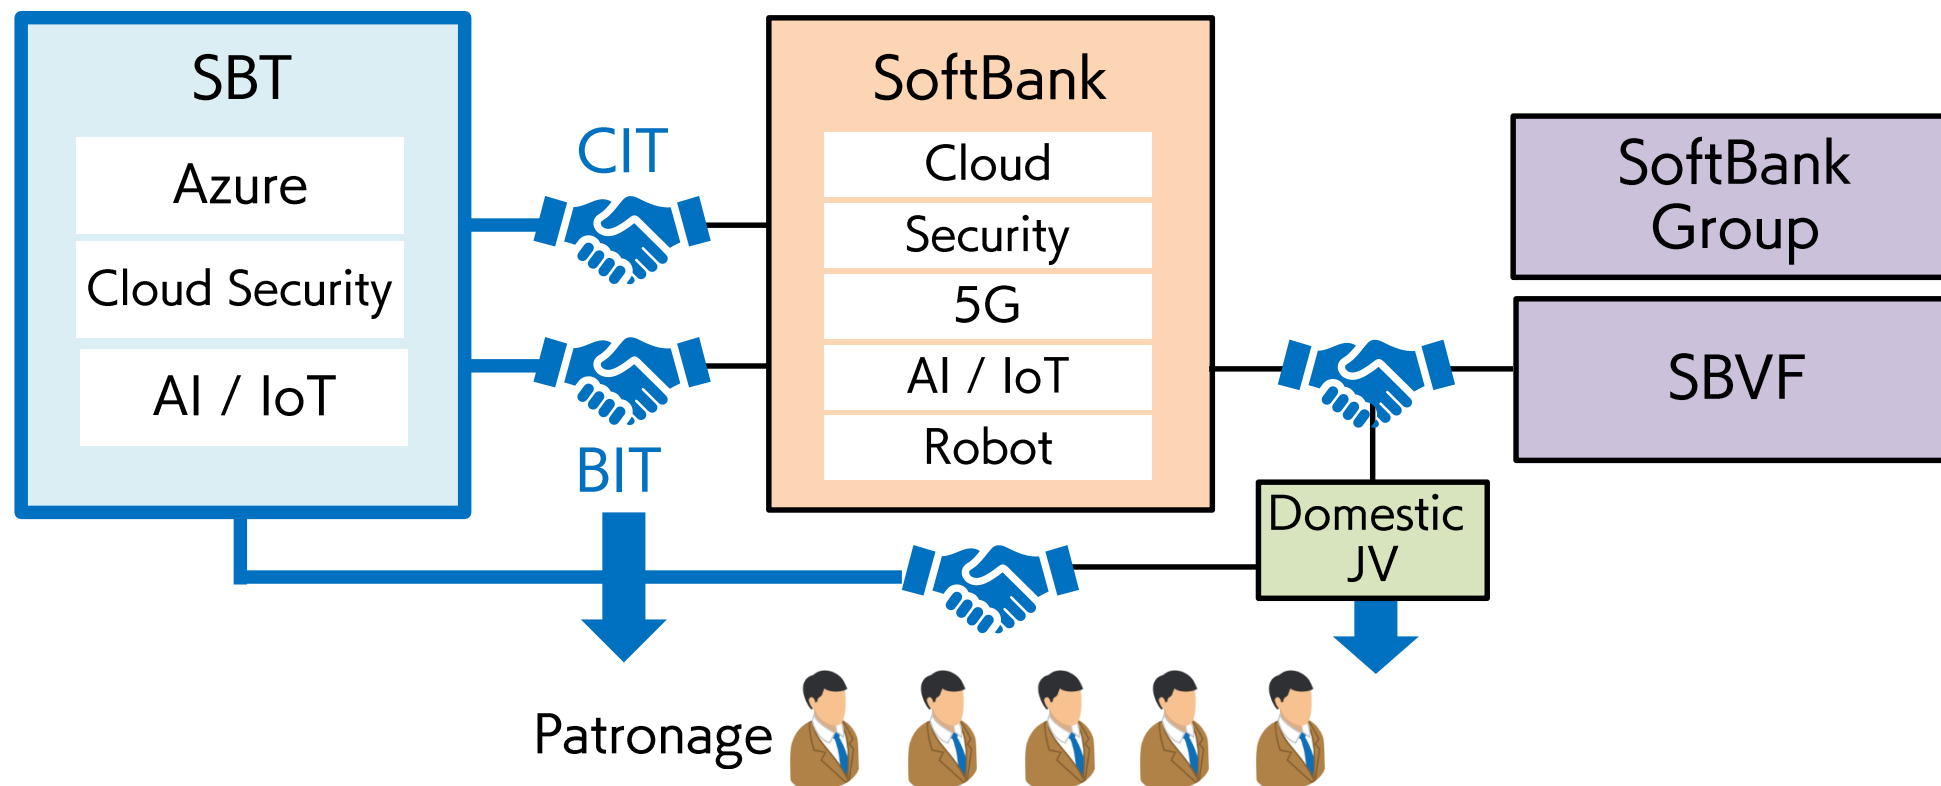 SBT
Azure
Cloud Security
AI / IoT
CIT
BIT
SoftBank
Cloud
Security
5G
AI / IoT
Robot
SoftBank
Group
SBVF
Domestic
JV
Patronage